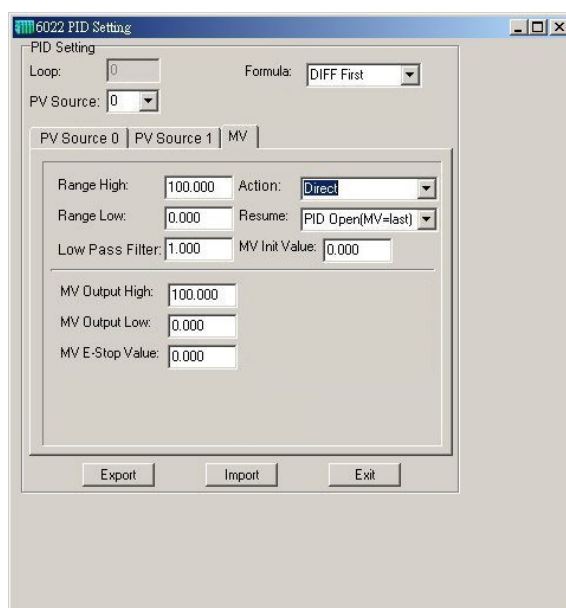 6022 PID Setting
PID Setting
Loop: 0 Formula: DIFF First
PV Source: 0
PV Source 0 PV Source 1 MV
Range High: 100.000 Action: Direct
Range Low: 0.000 Resume: PID Open(MV=last)
Low Pass Filter: 1.000 MV Init Value: 0.000
MV Output High: 100.000
MV Output Low: 0.000
MV E-Stop Value: 0.000
Export Import Exit